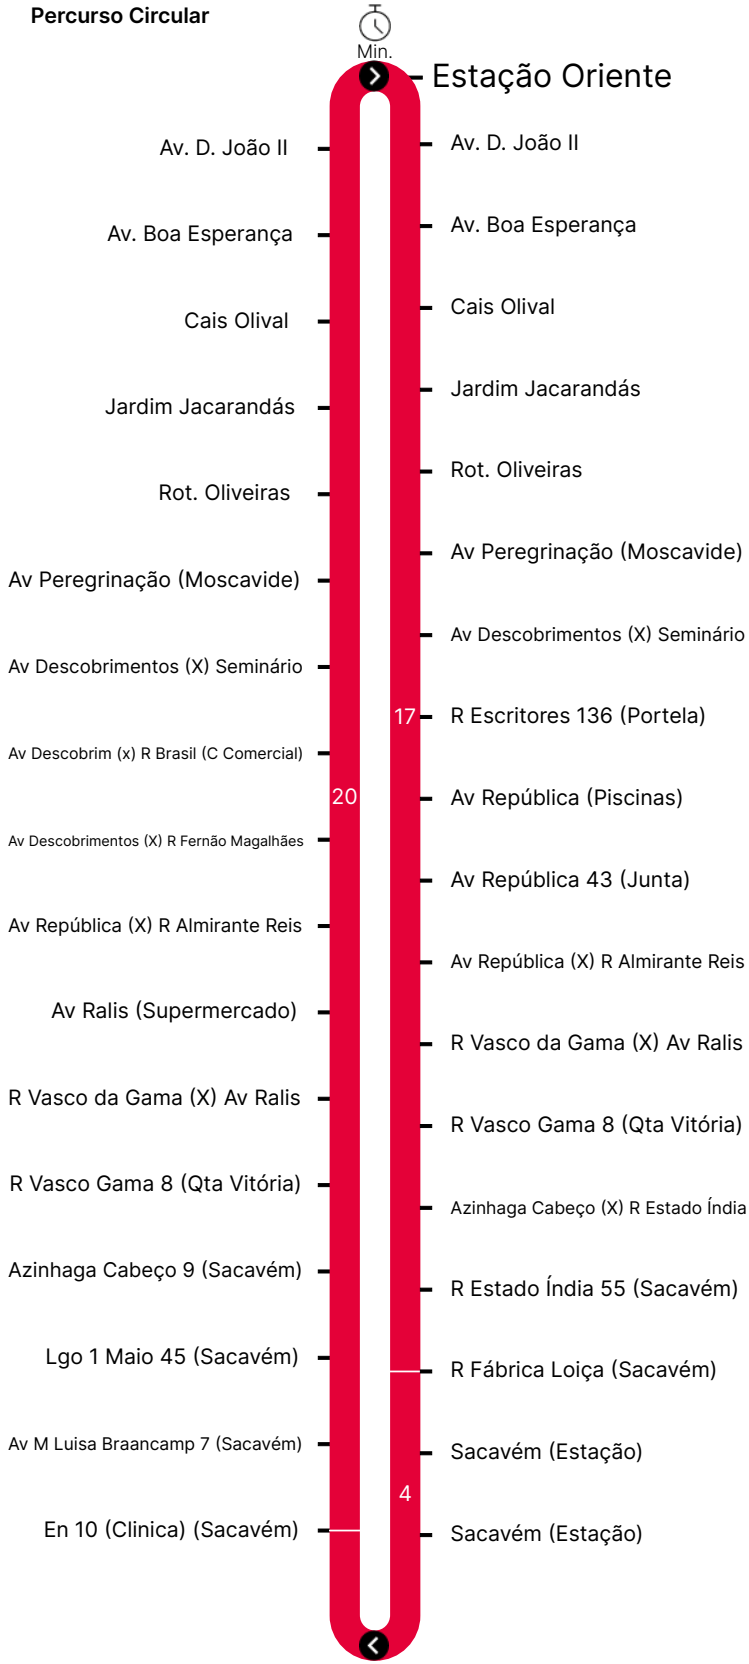 Percurso Circular
Min.
Estação Oriente
Av. D. João II
Av. Boa Esperança
Cais Olival
Jardim Jacarandás
Rot. Oliveiras
Av Peregrinação (Moscavide)
Av Descobrimentos (X) Seminário
R Escritores 136 (Portela)
17
Av República (Piscinas)
Av República 43 (Junta)
Av República (X) R Almirante Reis
R Vasco da Gama (X) Av Ralis
R Vasco Gama 8 (Qta Vitória)
Azinhaga Cabeço (X) R Estado Índia
R Estado Índia 55 (Sacavém)
R Fábrica Loiça (Sacavém)
Sacavém (Estação)
4
Sacavém (Estação)
Av. D. João II
Av. Boa Esperança
Cais Olival
Jardim Jacarandás
Rot. Oliveiras
Av Peregrinação (Moscavide)
Av Descobrimentos (X) Seminário
Av Descobrim (x) R Brasil (C Comercial)
20
Av Descobrimentos (X) R Fernão Magalhães
Av República (X) R Almirante Reis
Av Ralis (Supermercado)
R Vasco da Gama (X) Av Ralis
R Vasco Gama 8 (Qta Vitória)
Azinhaga Cabeço 9 (Sacavém)
Lgo 1 Maio 45 (Sacavém)
Av M Luisa Braancamp 7 (Sacavém)
En 10 (Clinica) (Sacavém)